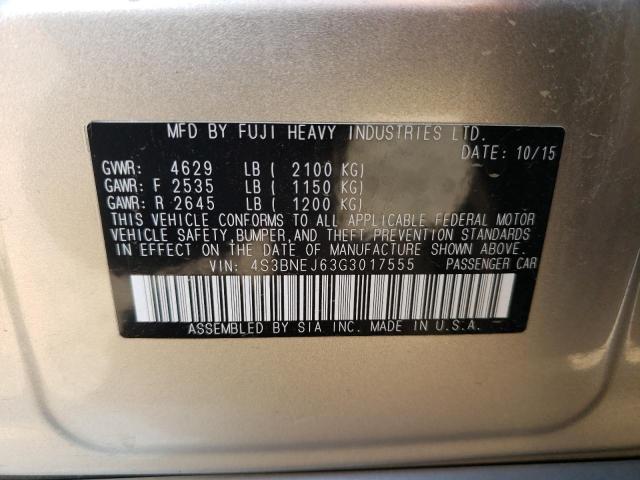 MFD BY FUJI HEAVY INDUSTRIES LTD.
DATE: 10/15
GVWR: 4629 LB ( 2100 KG)
GAWR: F 2535 LB ( 1150 KG)
GAWR: R 2645 LB ( 1200 KG)
THIS VEHICLE CONFORMS TO ALL APPLICABLE FEDERAL MOTOR
VEHICLE SAFETY, BUMPER, AND THEFT PREVENTION STANDARDS
IN EFFECT ON THE DATE OF MANUFACTURE SHOWN ABOVE.
VIN: 4S3BNEJ63G3017555 PASSENGER CAR
ASSEMBLED BY SIA INC. MADE IN U.S.A.